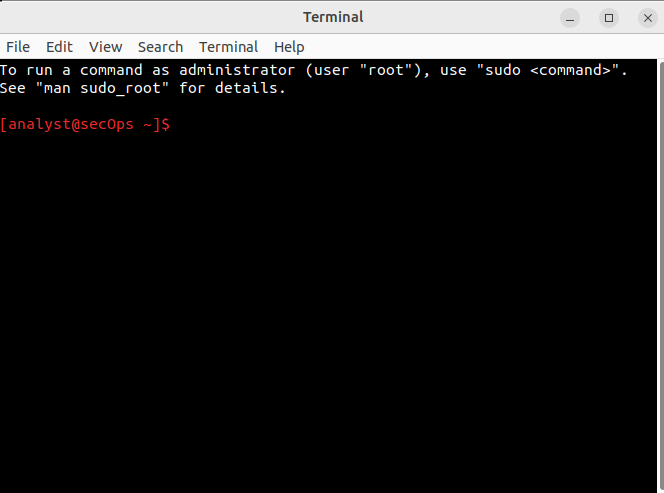 Terminal
File Edit View Search Terminal Help
To run a command as administrator (user "root"), use "sudo <command>".
See "man sudo_root" for details.
[analyst@secOps ~]$